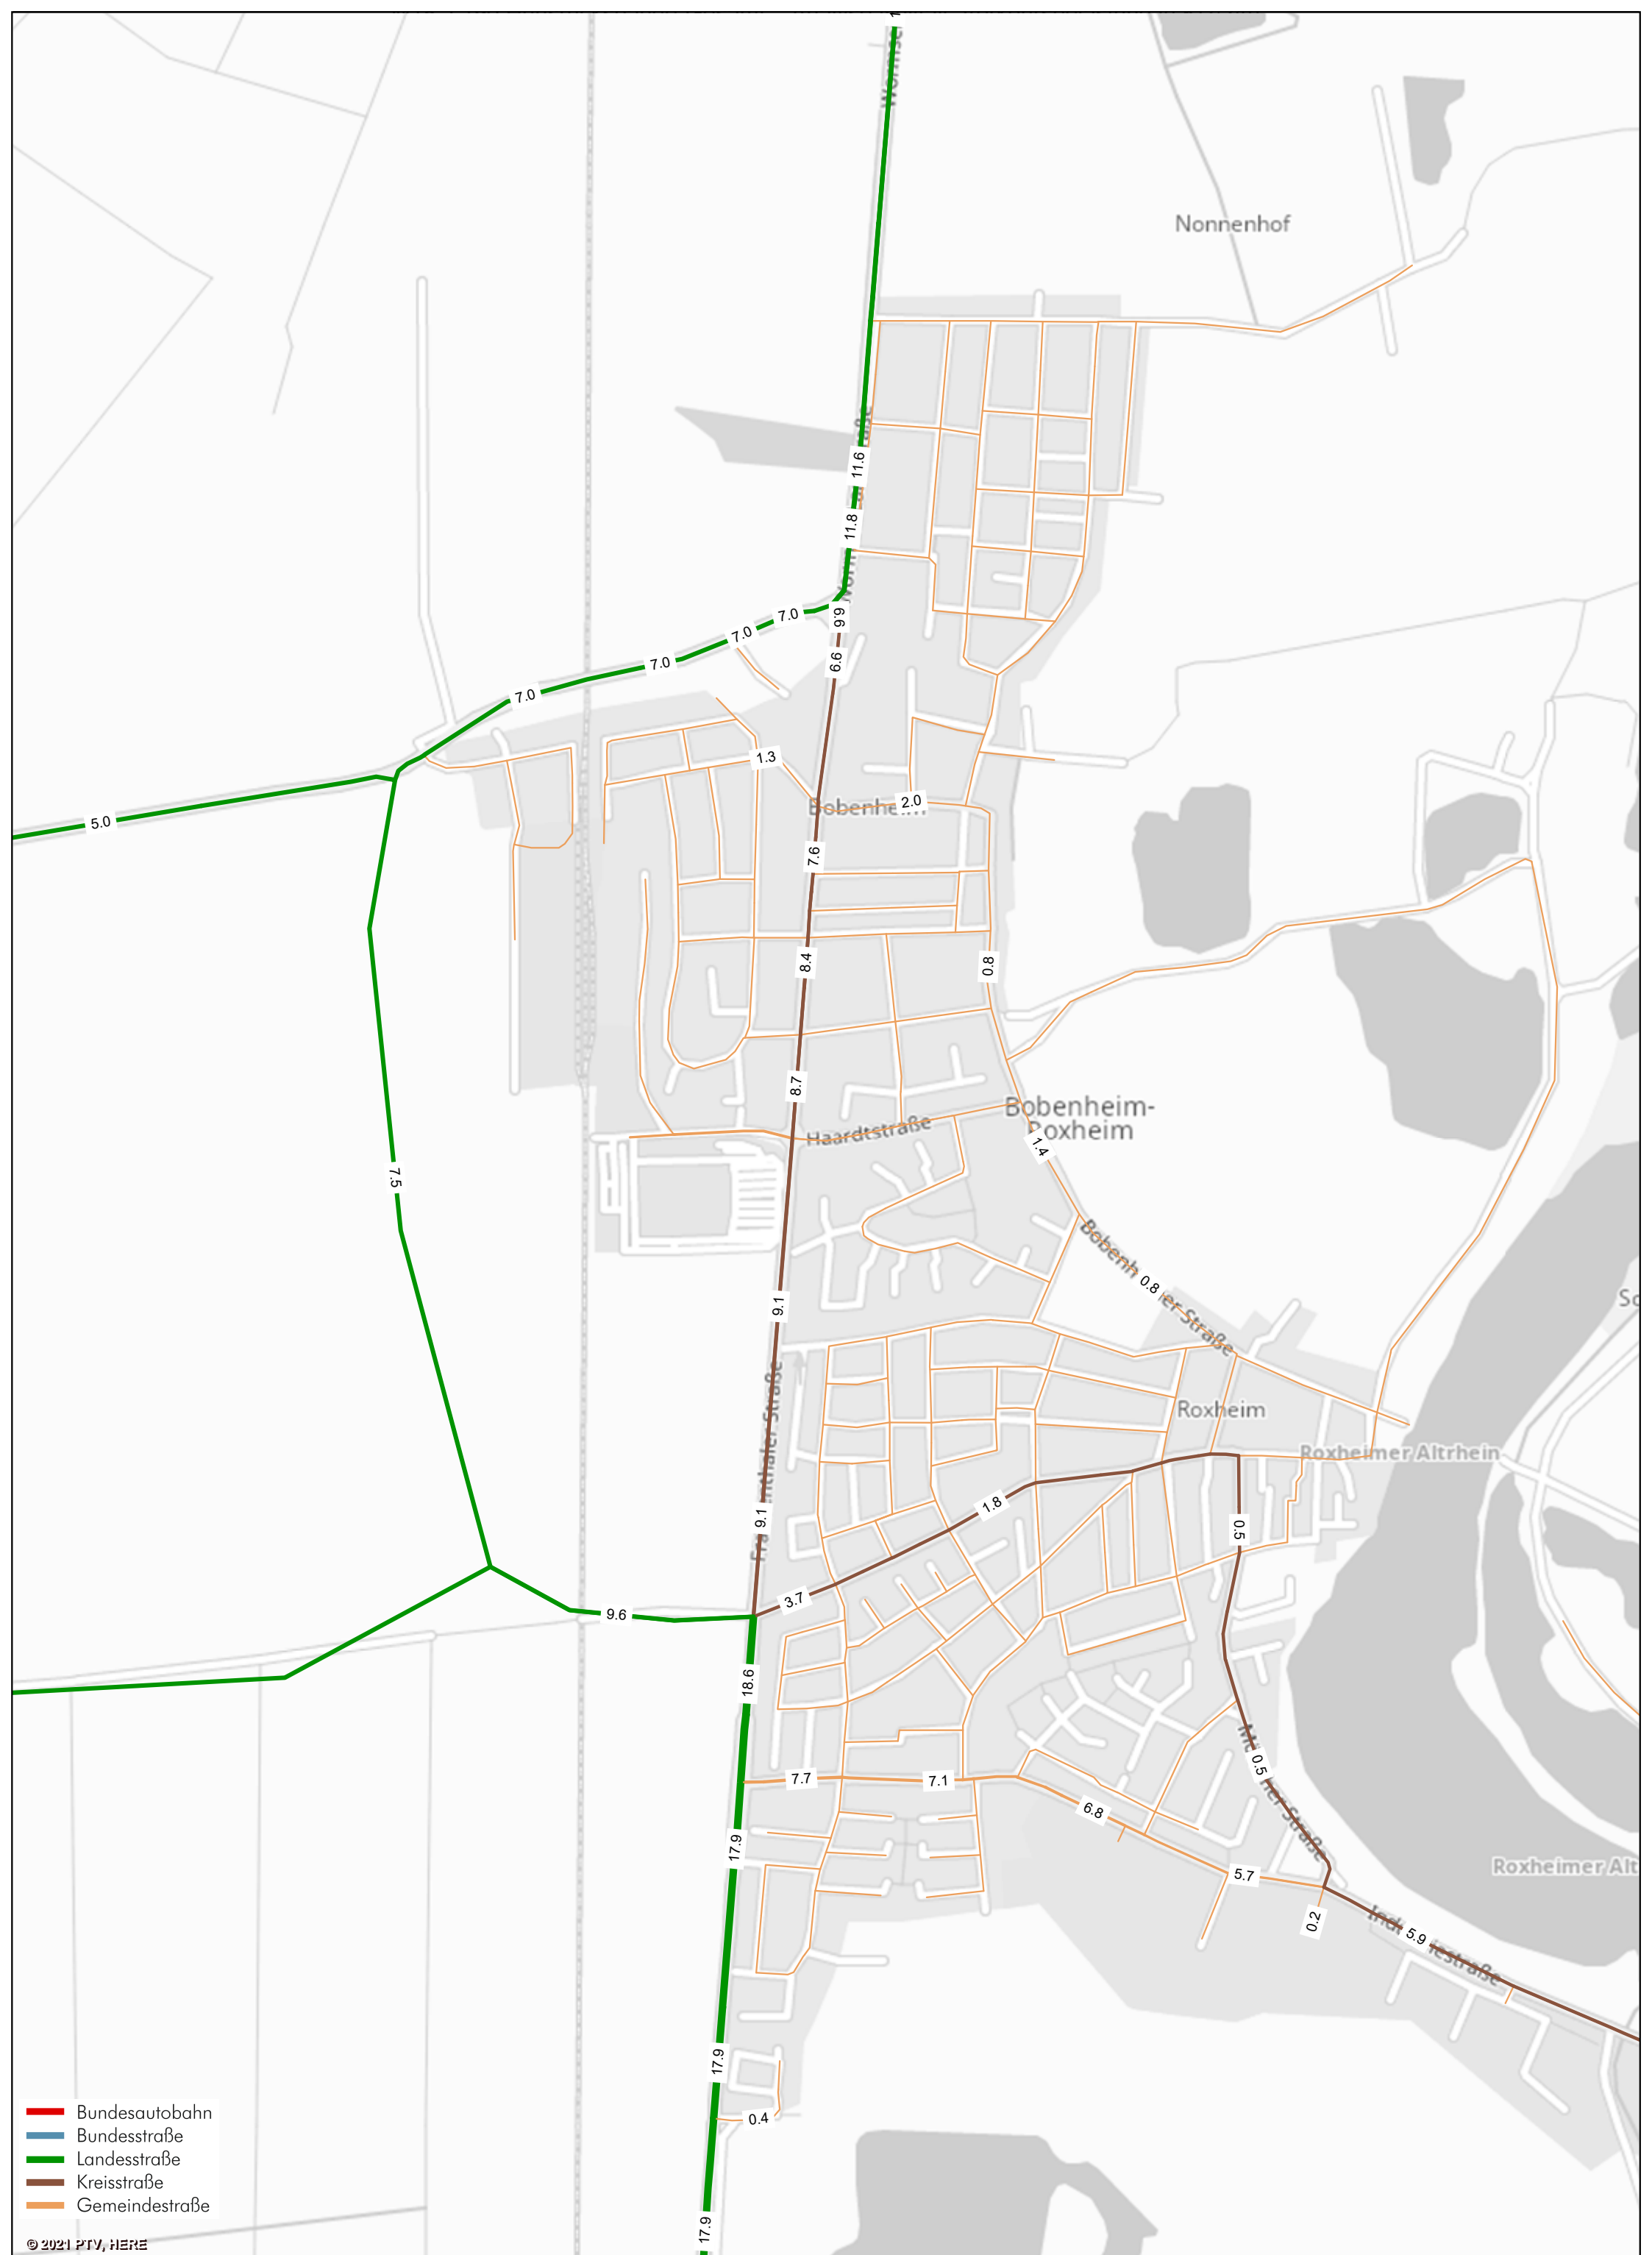 Nonnenhof
11.6
11.8
6.6
7.0
7.0
7.0
7.0
6.6
1.3
Bobenheim
2.0
5.0
7.6
8.4
0.8
8.7
Bobenheim-
Roxheim
Haardtstraße
1.4
7.5
0.8
9.1
Roxheim
Roxheimer Altrhein
1.8
9.1
0.5
3.7
9.6
18.6
0.5
7.7
7.1
6.8
17.9
5.7
Roxheimer Alt
0.2
5.9
17.9
0.4
17.9
Bundesautobahn
Bundesstraße
Landesstraße
Kreisstraße
Gemeindestraße
© 2021 PTV, HERE